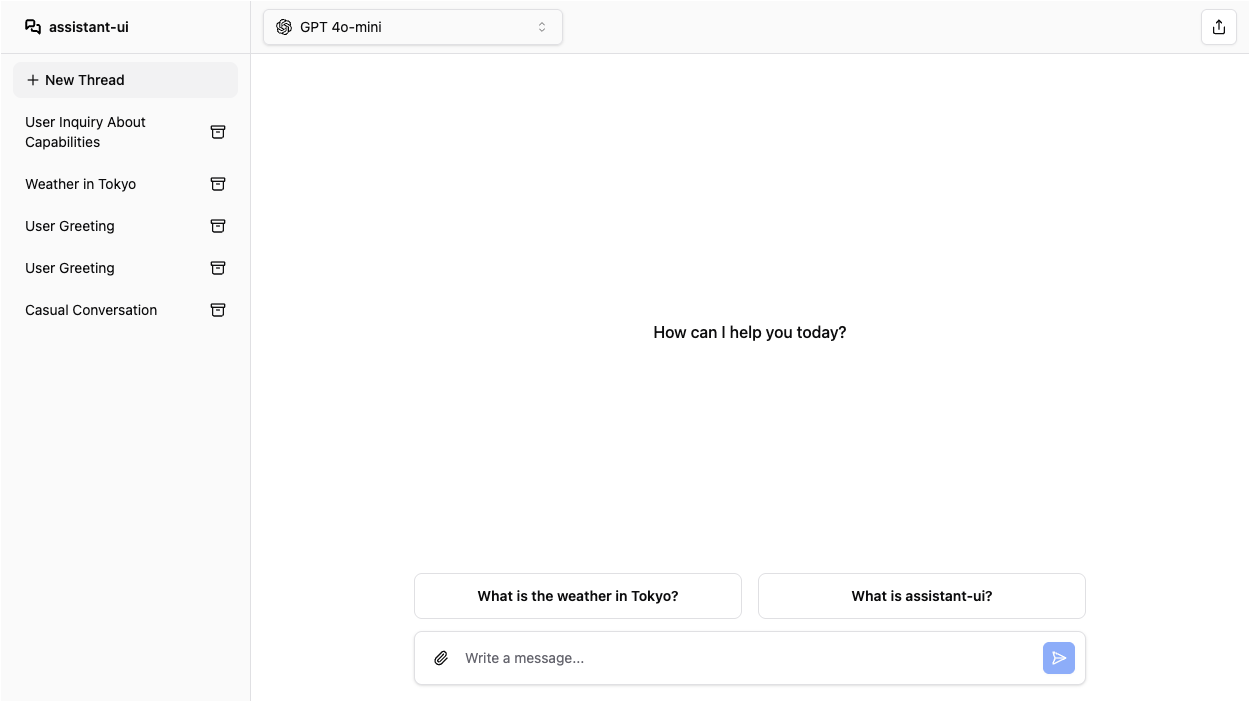 assistant-ui
GPT 4o-mini
New Thread
User Inquiry About
Capabilities
Weather in Tokyo
User Greeting
User Greeting
Casual Conversation
How can I help you today?
What is the weather in Tokyo?
What is assistant-ui?
Write a message...